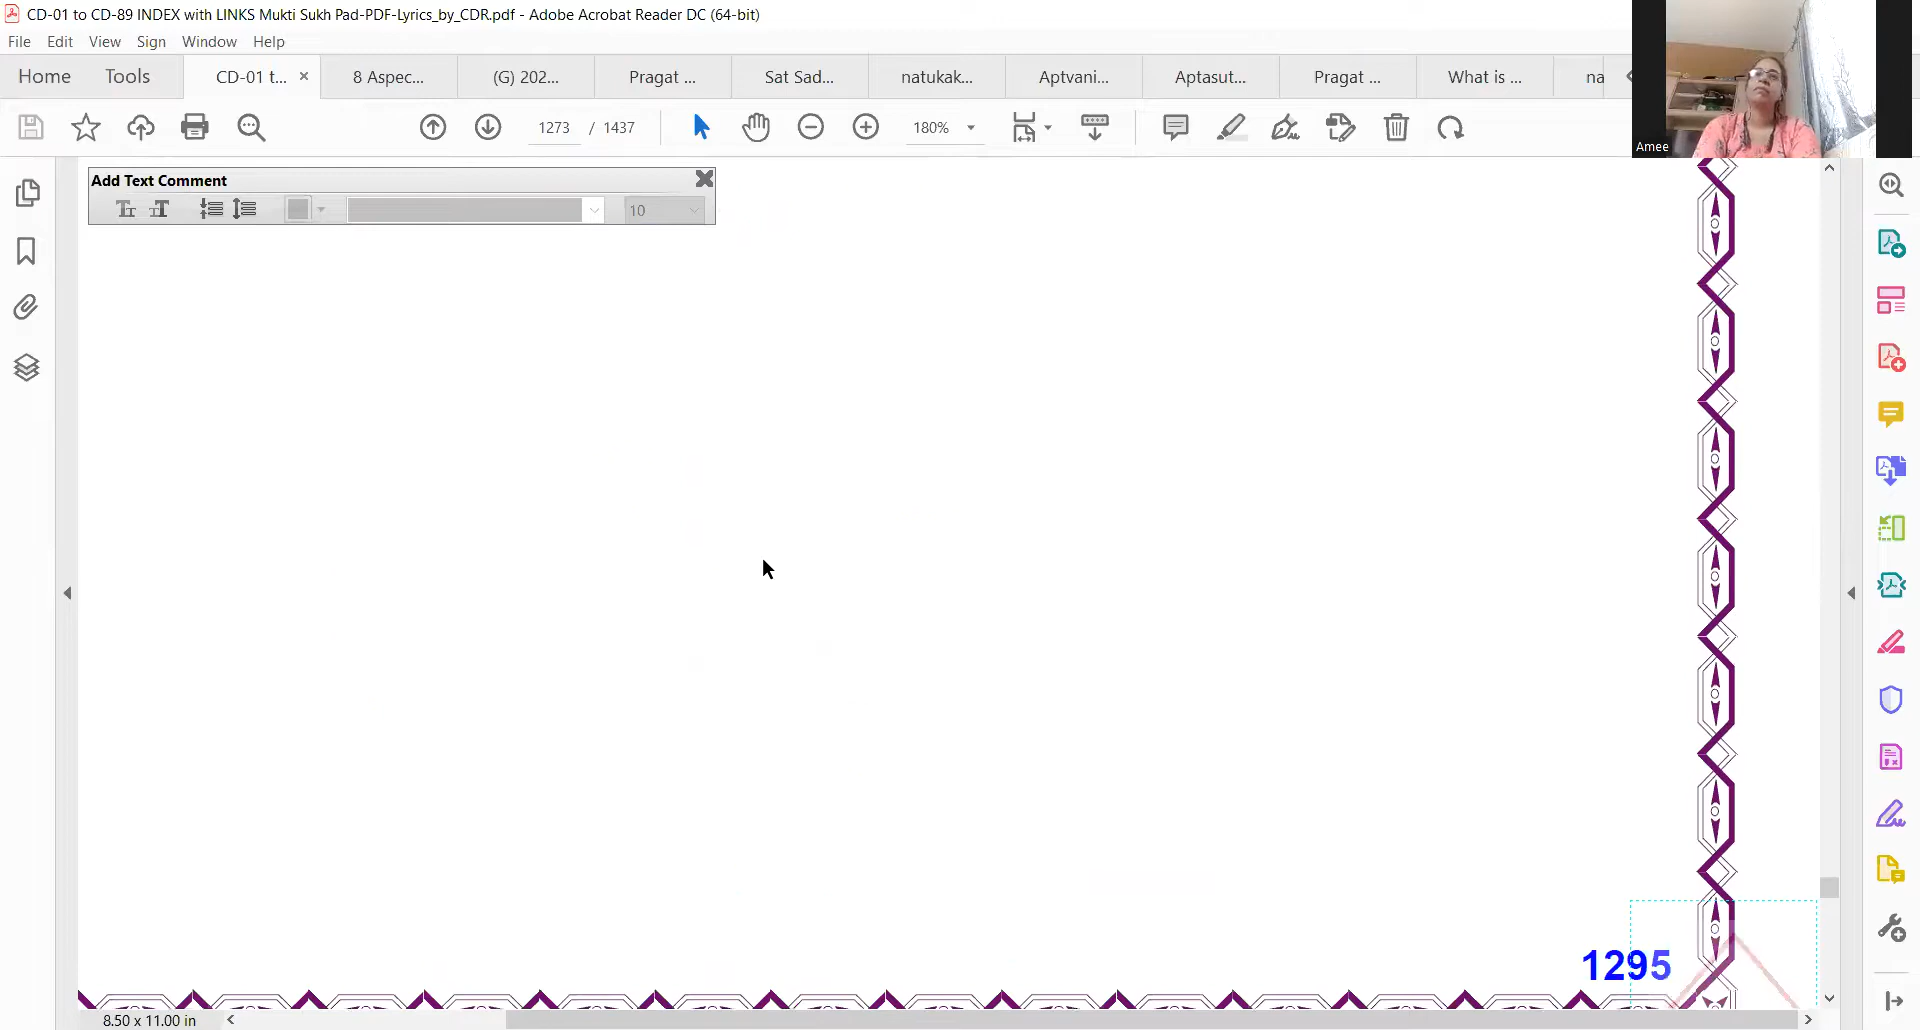 CD-01 to CD-89 INDEX with LINKS Mukti Sukh Pad-PDF-Lyrics_by_CDR.pdf - Adobe Acrobat Reader DC (64-bit)
File Edit View Sign Window Help
Home Tools CD-01 t... 8 Aspec... (G) 202... Pragat ... Sat Sad... natukak... Aptvani... Aptasut... Pragat ... What is ... na
1273 / 1437 180%
Amee
Add Text Comment
10
1295
8.50 x 11.00 in